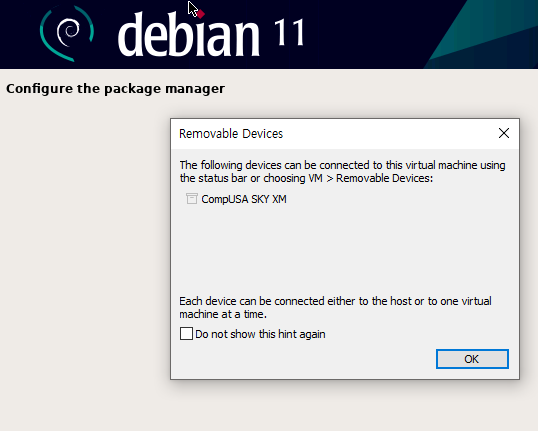 debian 11
Configure the package manager
Removable Devices
The following devices can be connected to this virtual machine using
the status bar or choosing VM > Removable Devices:
CompUSA SKY XM
Each device can be connected either to the host or to one virtual
machine at a time.
Do not show this hint again
OK